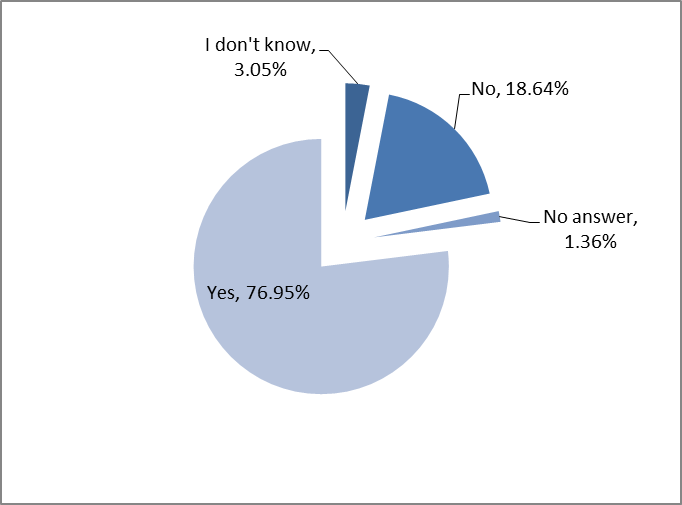 I don't know,
3.05%
No, 18.64%
No answer,
1.36%
Yes, 76.95%